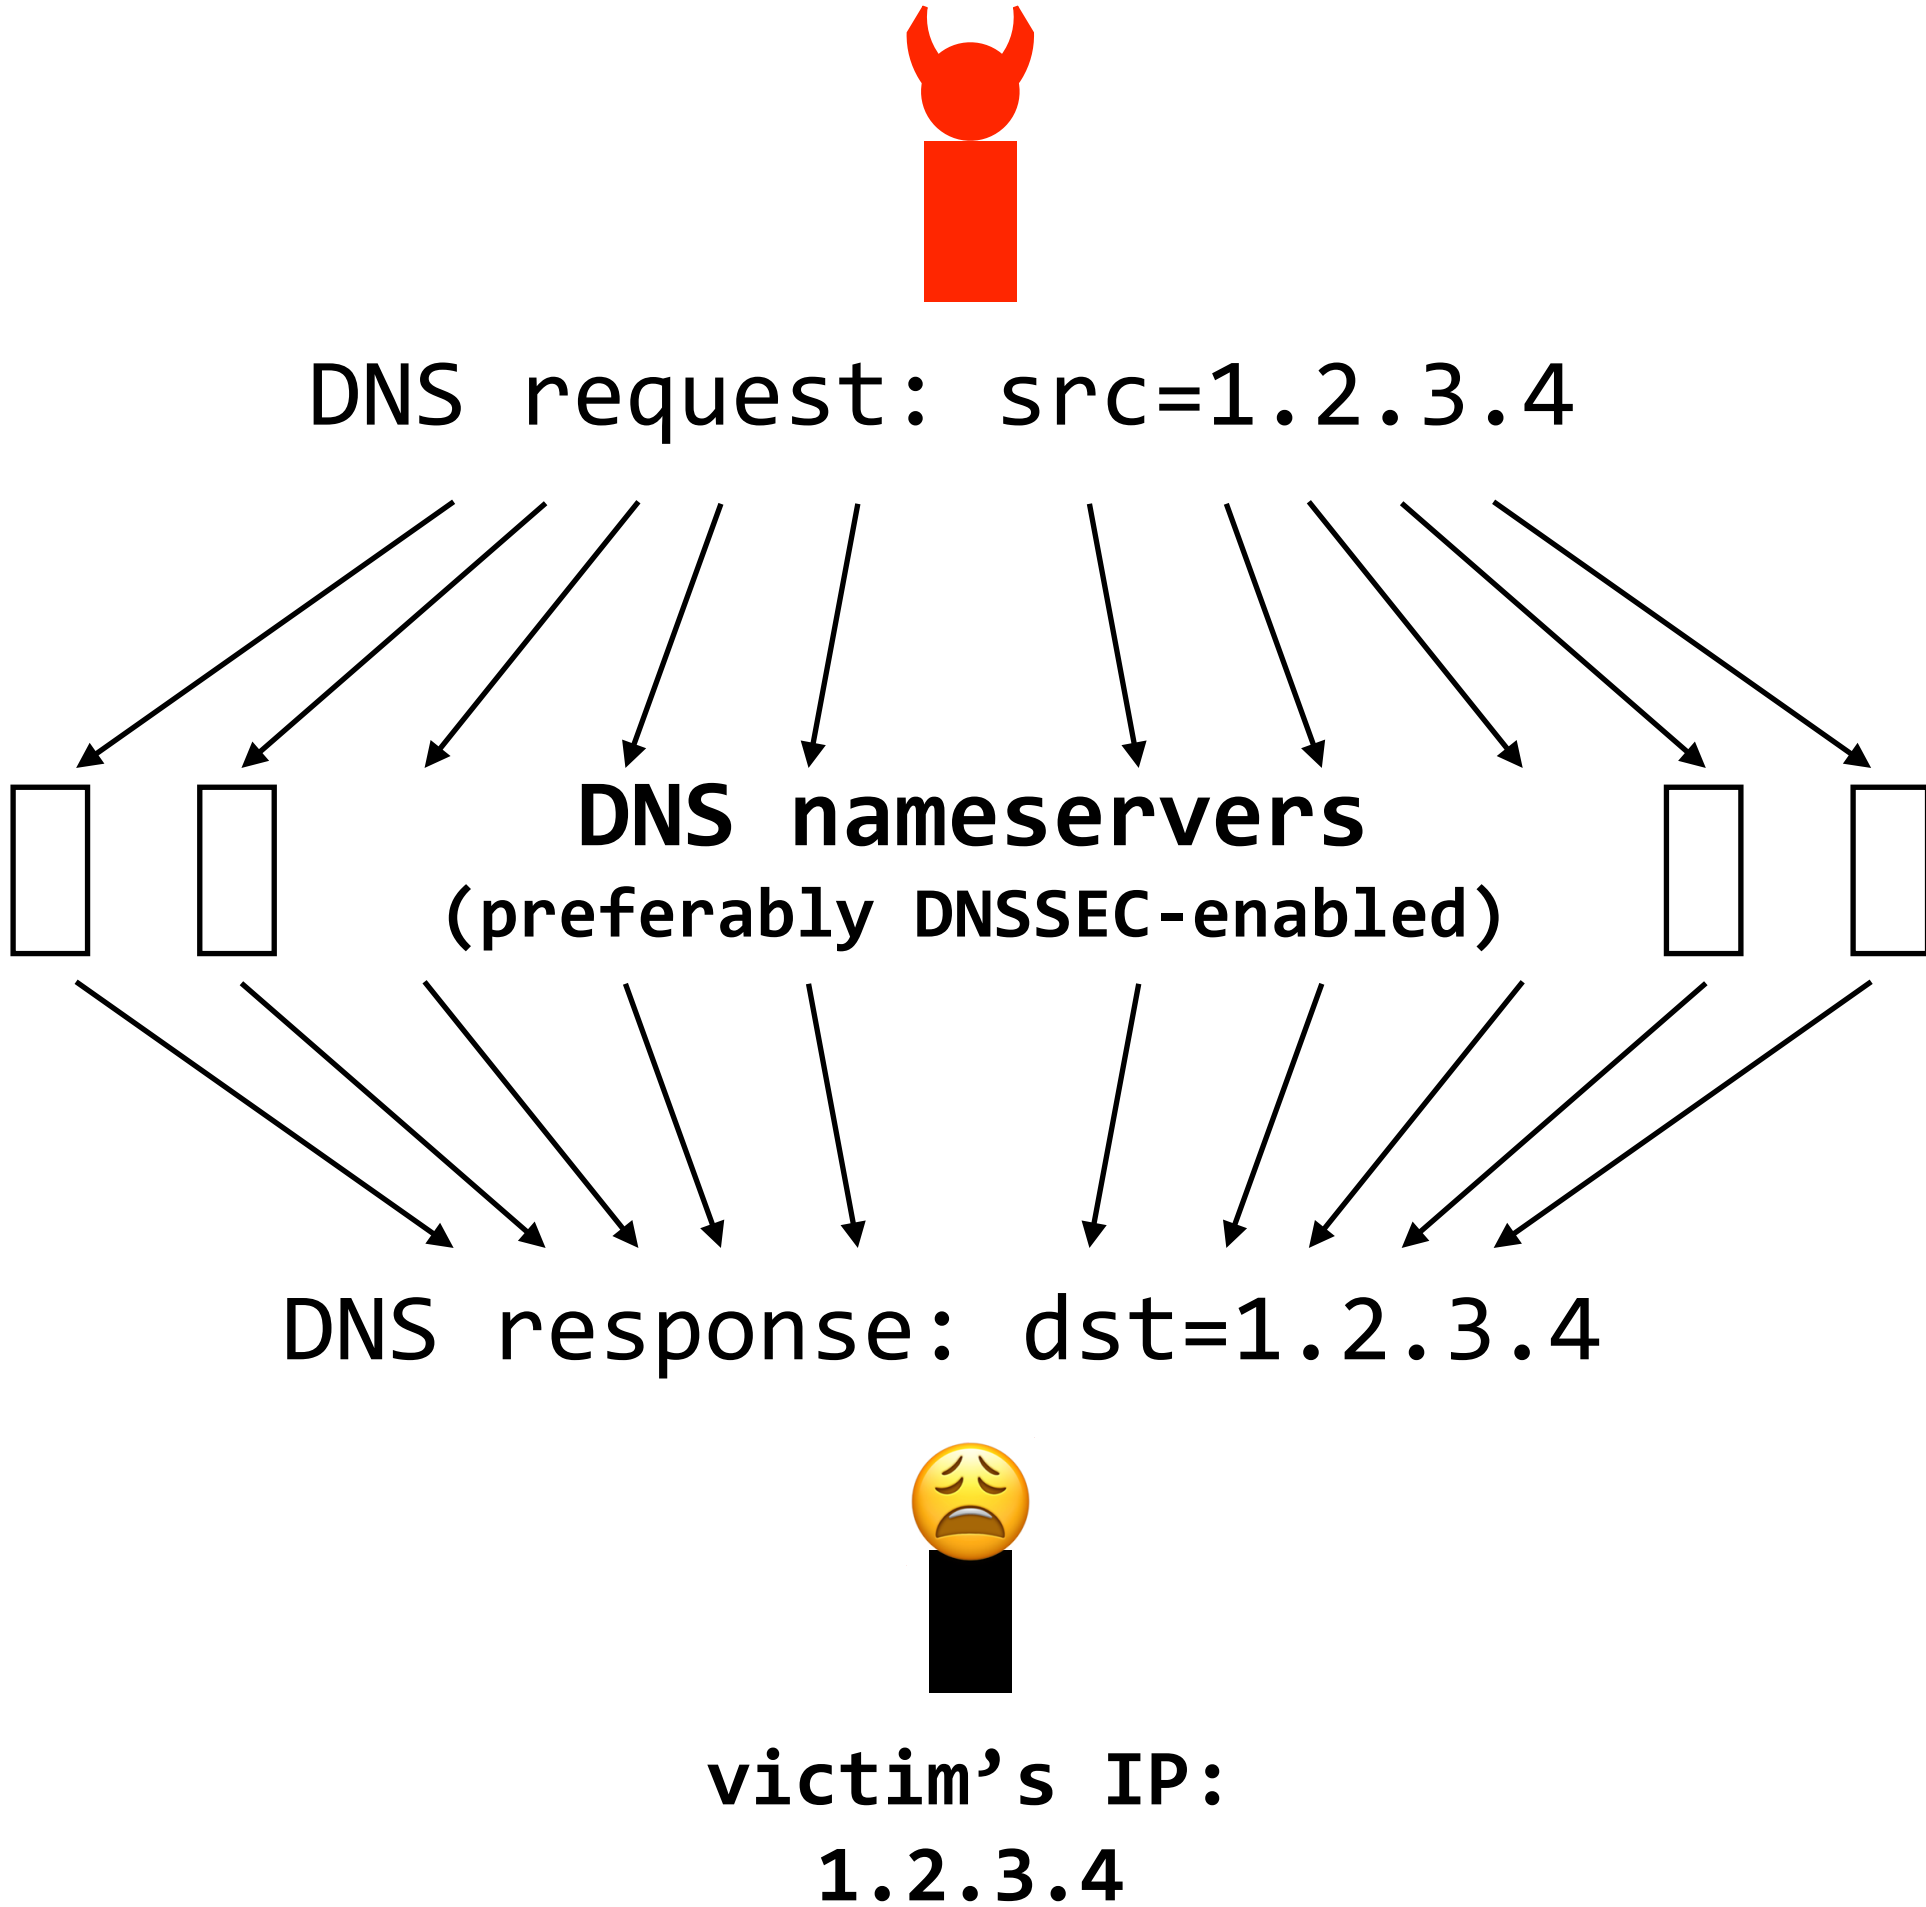 DNS request: src=1.2.3.4
DNS nameservers
(preferably DNSSEC-enabled)
DNS response: dst=1.2.3.4
victim’s IP:
1.2.3.4